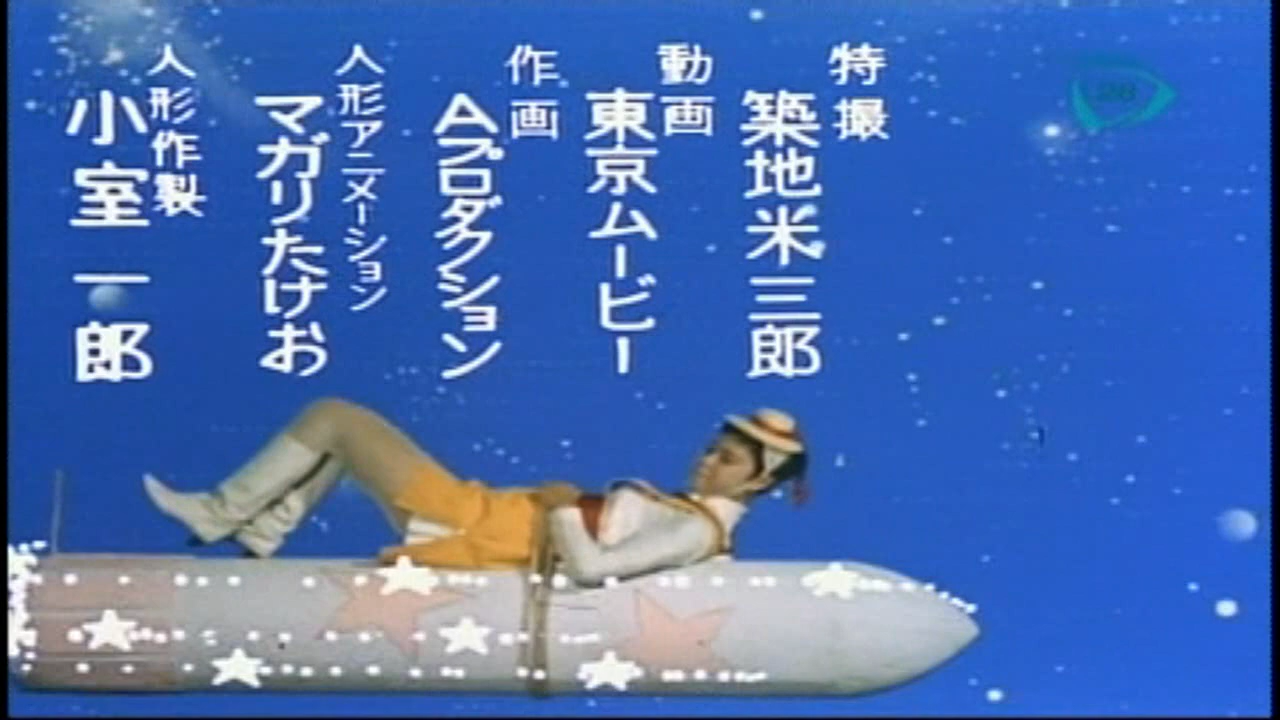 特撮
築地米三郎
動画
東京ムービー
作画
Aプロダクション
人形アニメーション
マガリたけお
人形作製
小室一郎